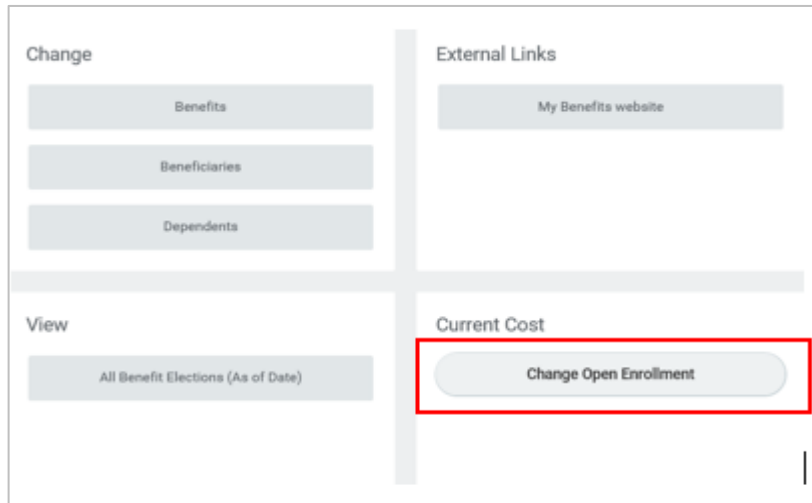 Change
Benefits
Beneficiaries
Dependents
External Links
My Benefits website
View
All Benefit Elections (As of Date)
Current Cost
Change Open Enrollment